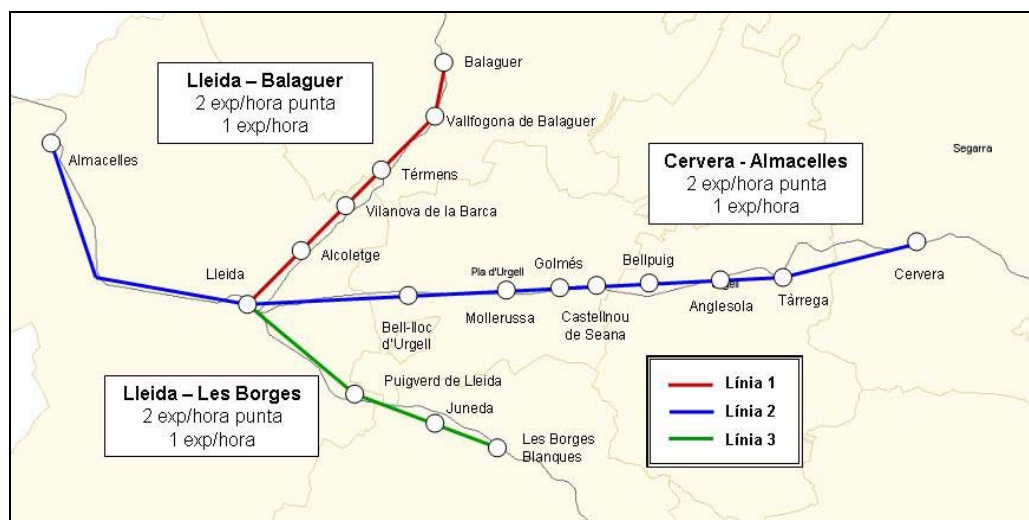 Lleida – Balaguer
2 exp/hora punta
1 exp/hora
Balaguer
Vallfogona de Balaguer
Almacelles
Térmens
Cervera - Almacelles
2 exp/hora punta
1 exp/hora
Segarra
Vilanova de la Barca
Alcoletge
Lleida
Pla d'Urgell
Golmés
Bellpuig
Cervera
Bell-lloc
d'Urgell
Mollerussa
Castellnou
de Seana
Anglesola
Tàrrega
Lleida – Les Borges
2 exp/hora punta
1 exp/hora
Puigverd de Lleida
Juneda
Les Borges
Blanques
Línia 1
Línia 2
Línia 3